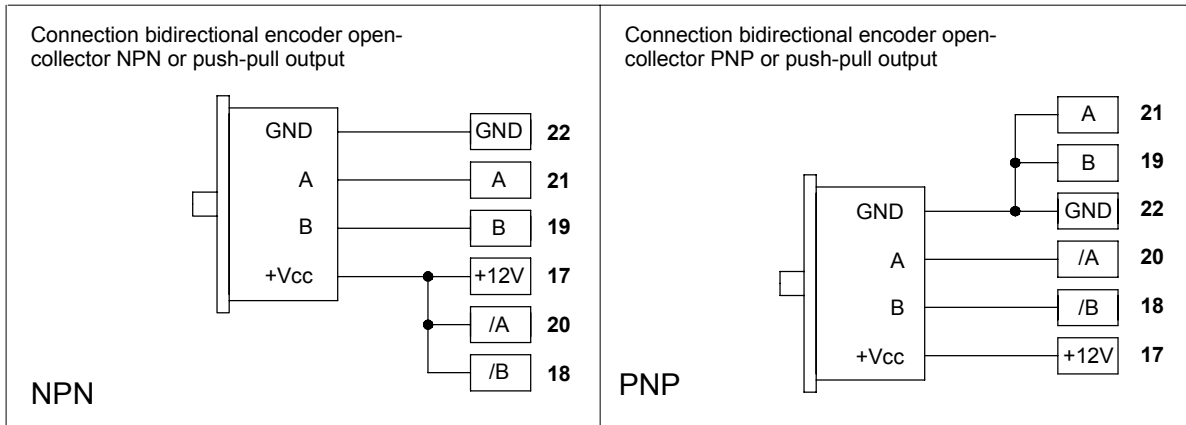 Connection bidirectional encoder open-
collector NPN or push-pull output
GND GND 22
A A 21
B B 19
+Vcc +12V 17
/A 20
/B 18
NPN
Connection bidirectional encoder open-
collector PNP or push-pull output
A 21
B 19
GND GND 22
A /A 20
B /B 18
+Vcc +12V 17
PNP